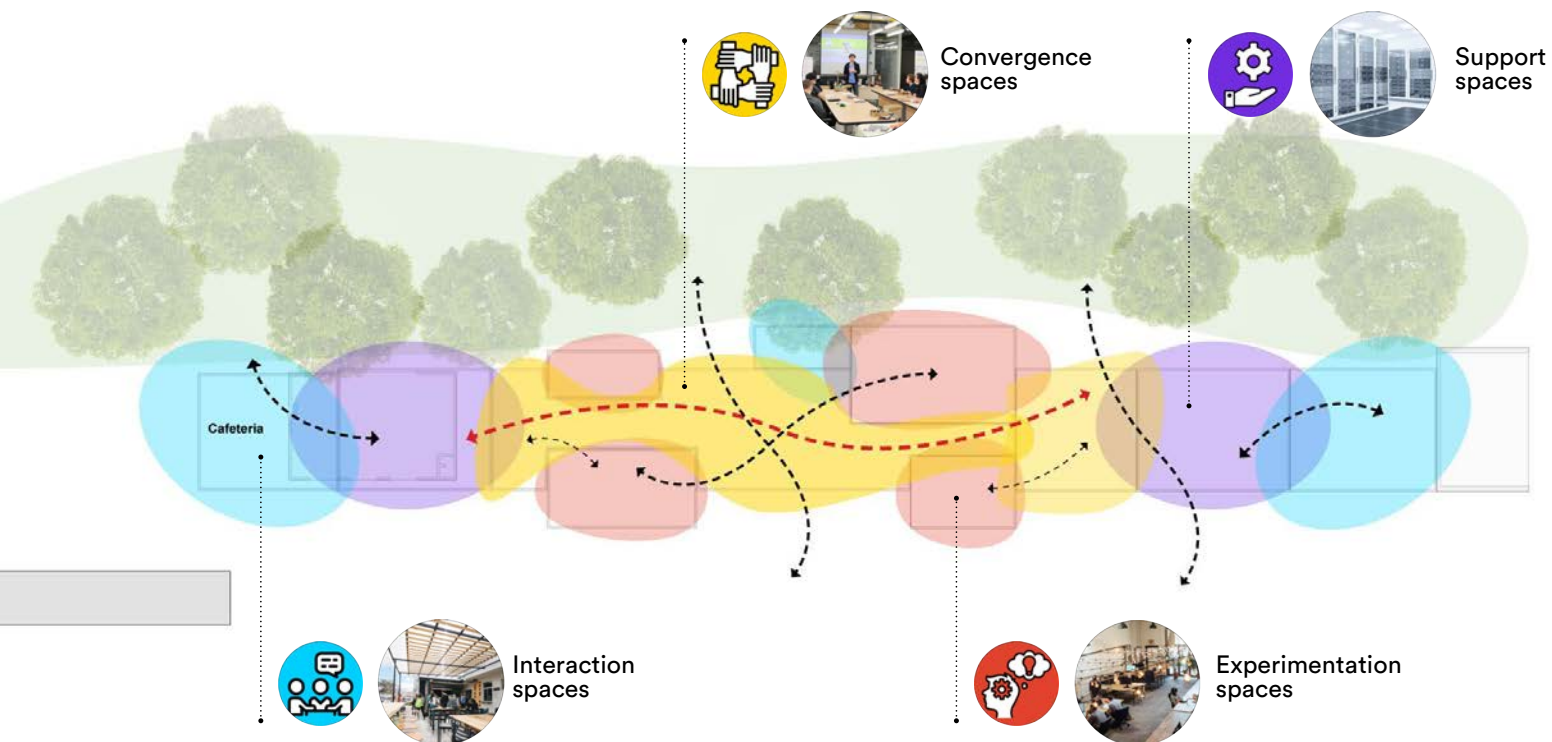 Convergence
spaces
Support
spaces
Cafeteria
Interaction
spaces
Experimentation
spaces